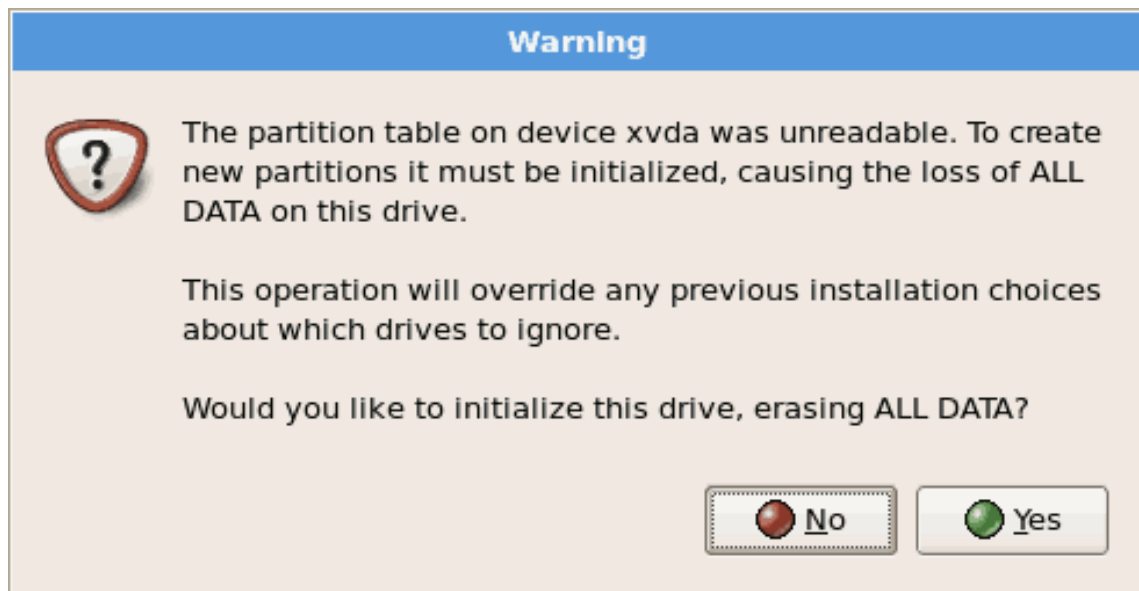 Warning
The partition table on device xvda was unreadable. To create
new partitions it must be initialized, causing the loss of ALL
DATA on this drive.
This operation will override any previous installation choices
about which drives to ignore.
Would you like to initialize this drive, erasing ALL DATA?
No
Yes